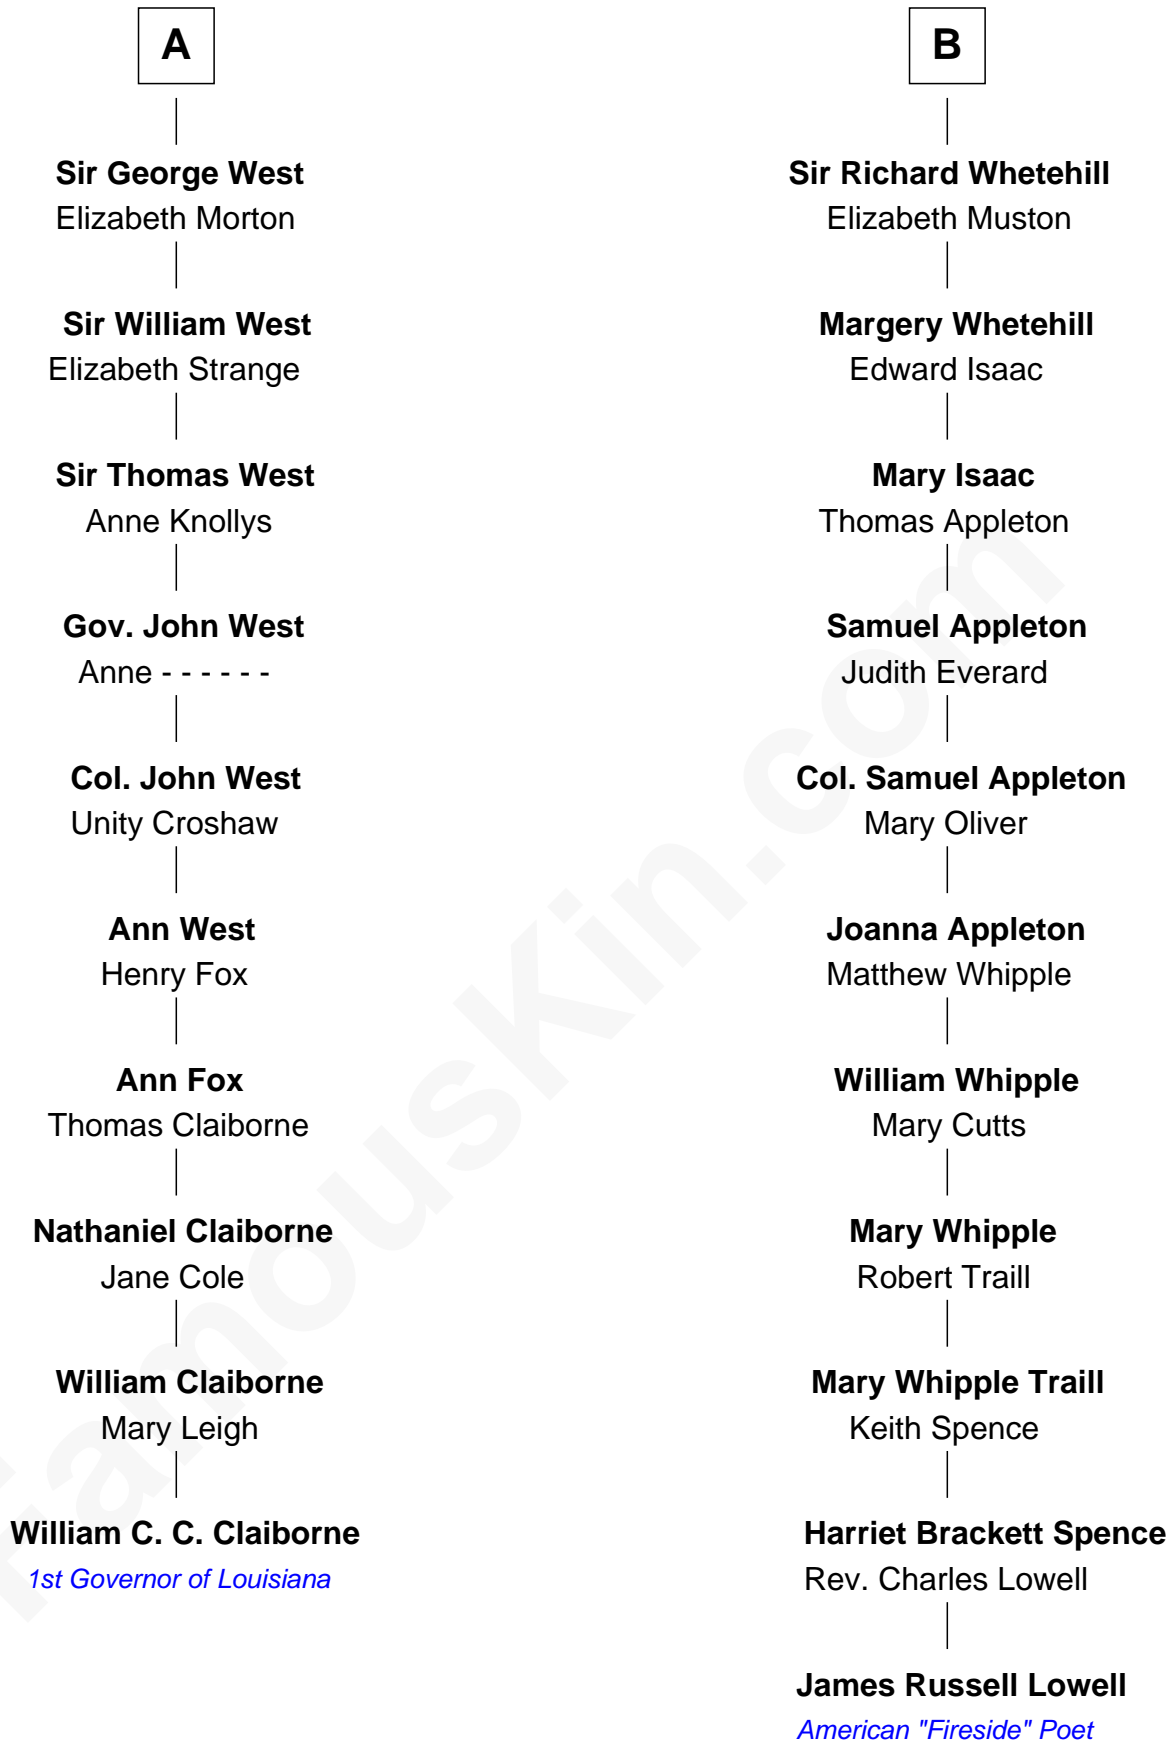 A
Sir George West
Elizabeth Morton
Sir William West
Elizabeth Strange
Sir Thomas West
Anne Knollys
Gov. John West
Anne - - - - - -
Col. John West
Unity Croshaw
Ann West
Henry Fox
Ann Fox
Thomas Claiborne
Nathaniel Claiborne
Jane Cole
William Claiborne
Mary Leigh
William C. C. Claiborne
1st Governor of Louisiana
B
Sir Richard Whetehill
Elizabeth Muston
Margery Whetehill
Edward Isaac
Mary Isaac
Thomas Appleton
Samuel Appleton
Judith Everard
Col. Samuel Appleton
Mary Oliver
Joanna Appleton
Matthew Whipple
William Whipple
Mary Cutts
Mary Whipple
Robert Traill
Mary Whipple Traill
Keith Spence
Harriet Brackett Spence
Rev. Charles Lowell
James Russell Lowell
American "Fireside" Poet
FamousKin.com